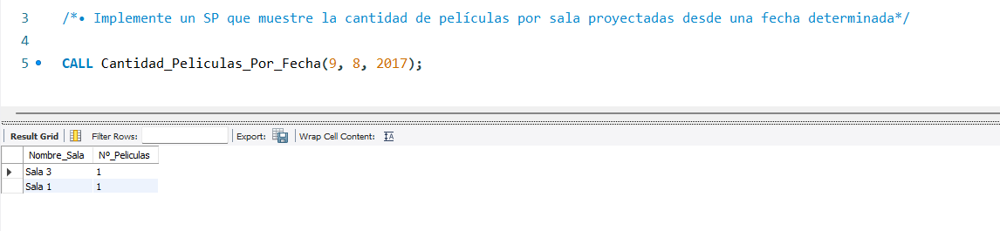 3 /*• Implemente un SP que muestre la cantidad de películas por sala proyectadas desde una fecha determinada*/
4
5 CALL Cantidad_Peliculas_Por_Fecha(9, 8, 2017);
Result Grid Filter Rows: Export: Wrap Cell Content: IA
Nombre_Sala Nº_Peliculas
Sala 3 1
Sala 1 1